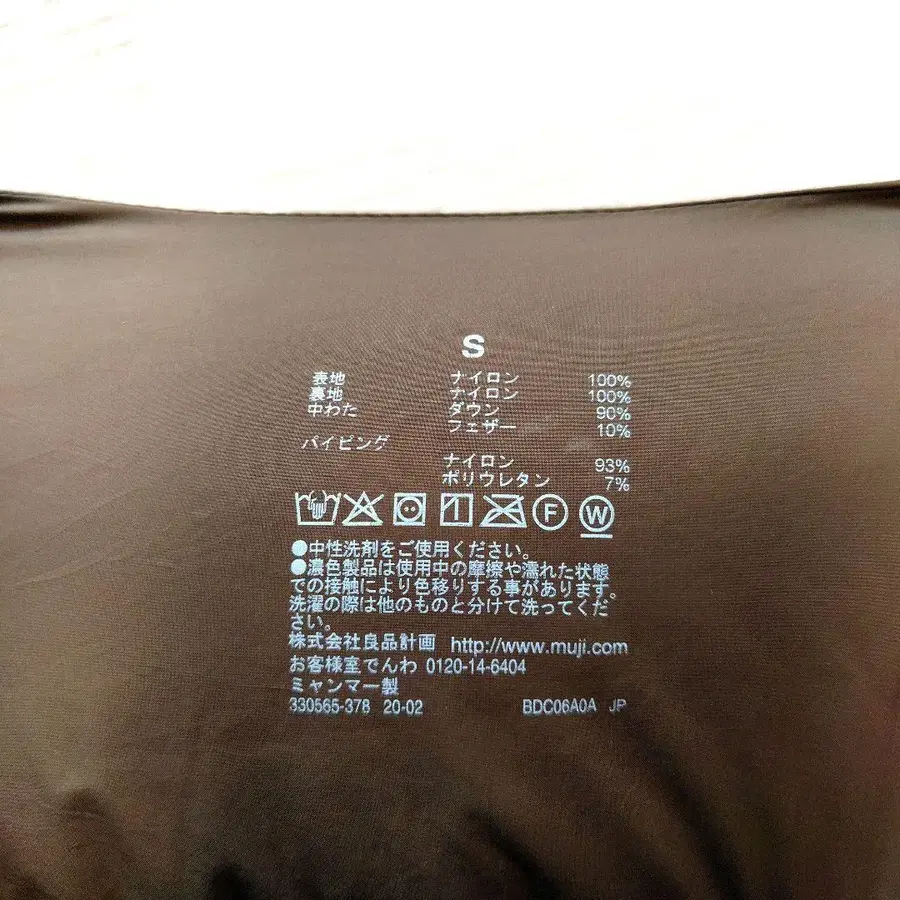 S
表地 ナイロン 100%
裏地 ナイロン 100%
中わた ダウン 90%
フェザー 10%
パイピング
ナイロン 93%
ポリウレタン 7%
F W
●中性洗剤をご使用ください。
●濃色製品は使用中の摩擦や濡れた状態
での接触により色移りする事があります。
洗濯の際は他のものと分けて洗ってくだ
さい。
株式会社良品計画 http://www.muji.com
お客様室でんわ 0120-14-6404
ミャンマー製
330565-378 20-02 BDC06A0A JP